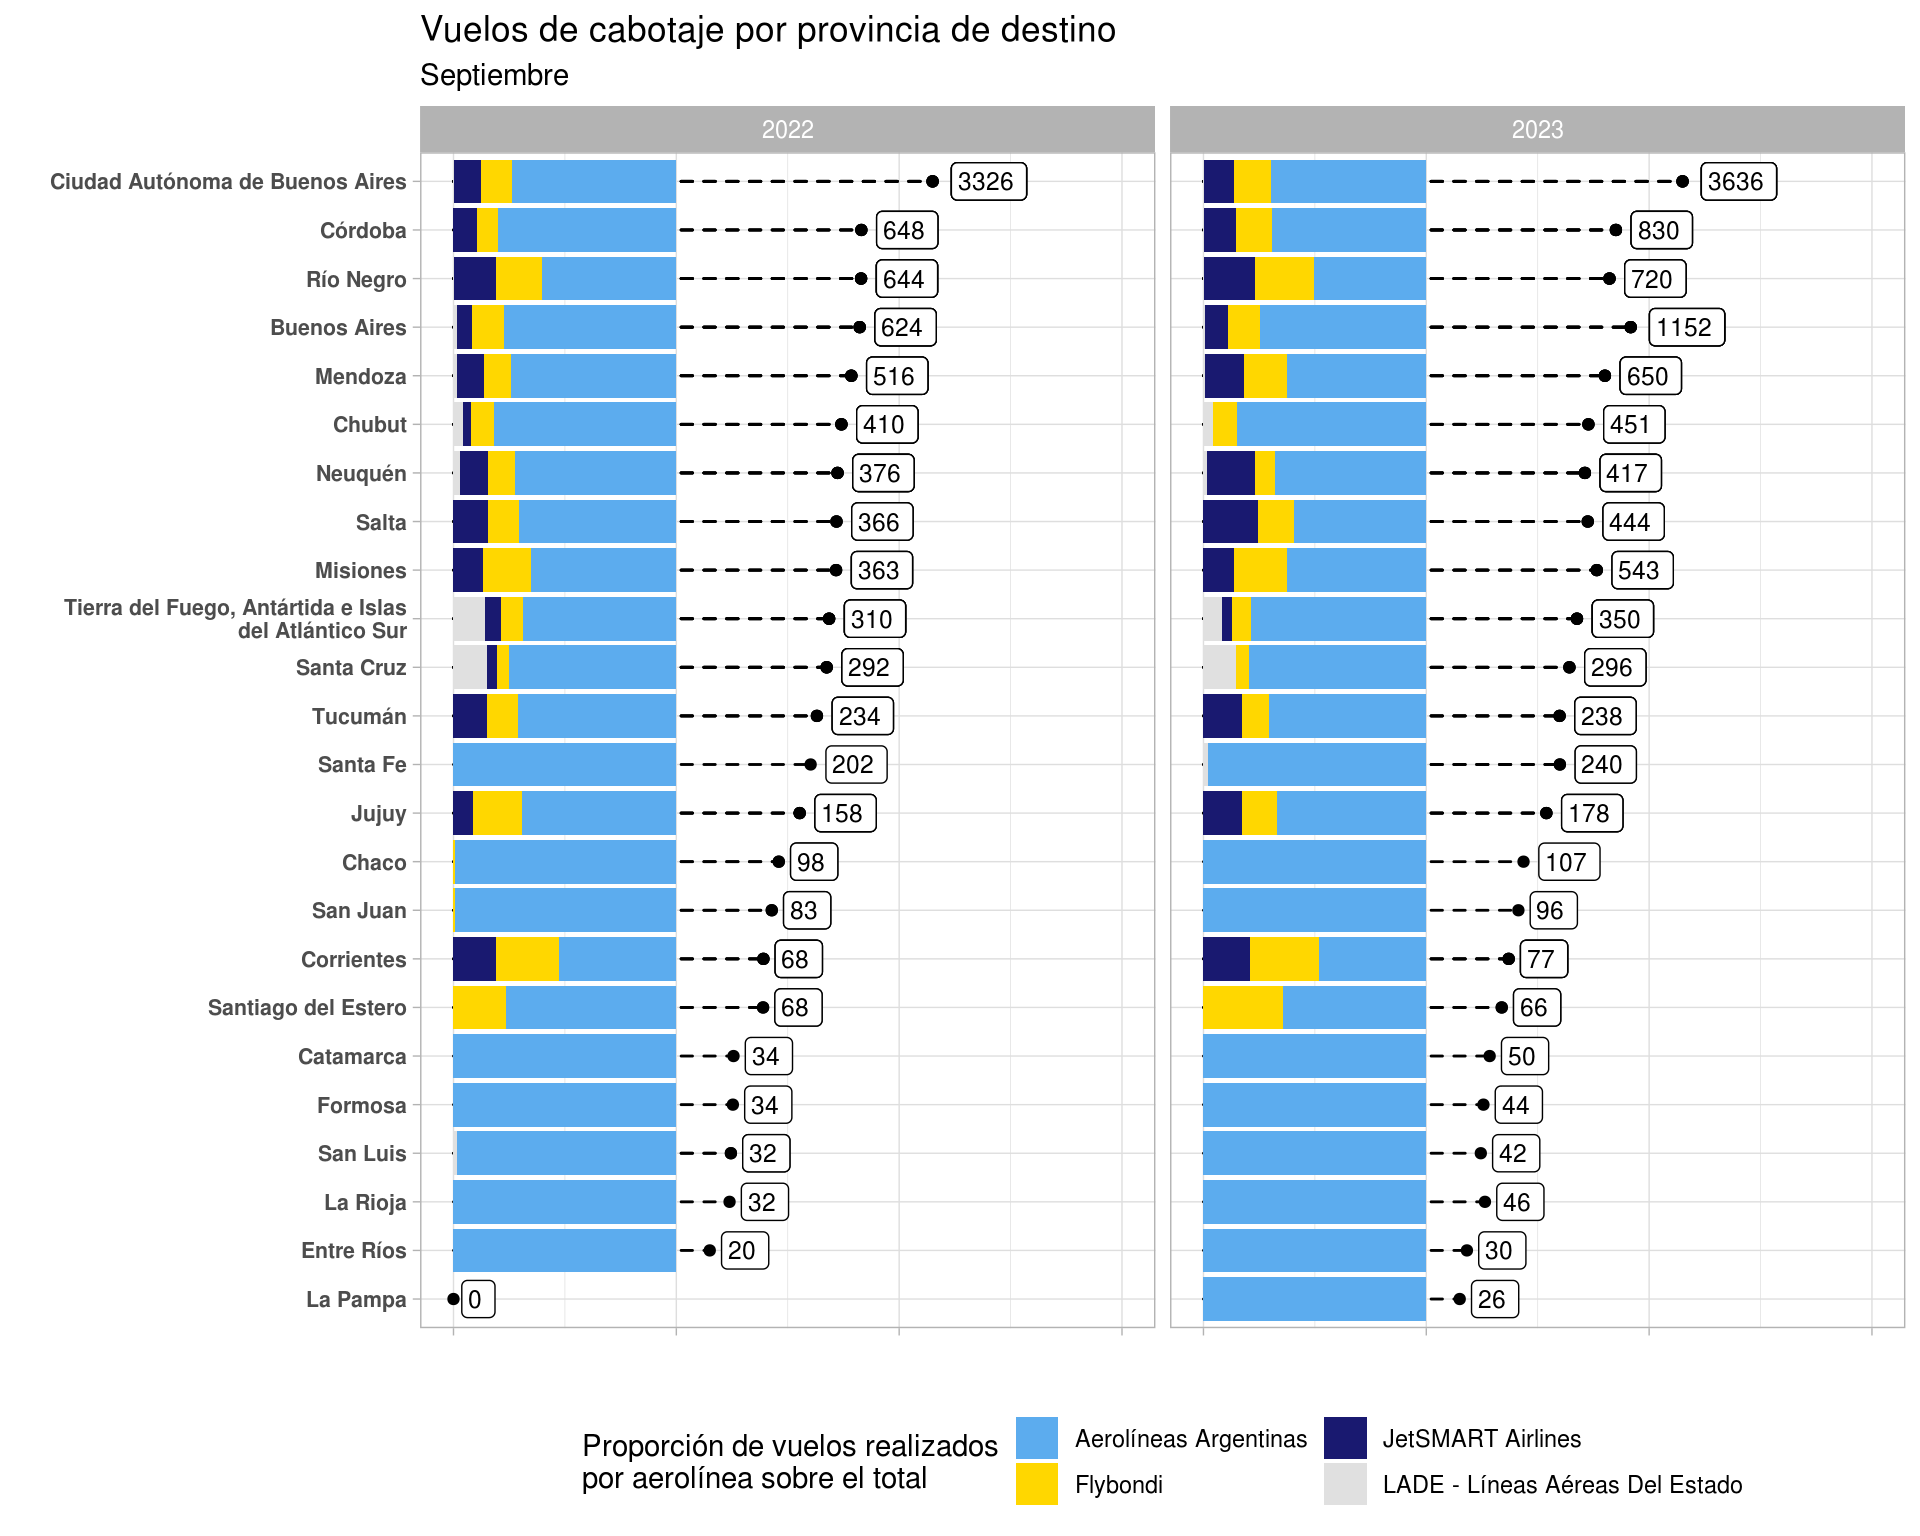 Vuelos de cabotaje por provincia de destino
Septiembre
2022 2023
Ciudad Autónoma de Buenos Aires 3326 3636
Córdoba 648 830
Río Negro 644 720
Buenos Aires 624 1152
Mendoza 516 650
Chubut 410 451
Neuquén 376 417
Salta 366 444
Misiones 363 543
Tierra del Fuego, Antártida e Islas
del Atlántico Sur 310 350
Santa Cruz 292 296
Tucumán 234 238
Santa Fe 202 240
Jujuy 158 178
Chaco 98 107
San Juan 83 96
Corrientes 68 77
Santiago del Estero 68 66
Catamarca 34 50
Formosa 34 44
San Luis 32 42
La Rioja 32 46
Entre Ríos 20 30
La Pampa 0 26
Proporción de vuelos realizados
por aerolínea sobre el total
Aerolíneas Argentinas JetSMART Airlines
Flybondi LADE - Líneas Aéreas Del Estado